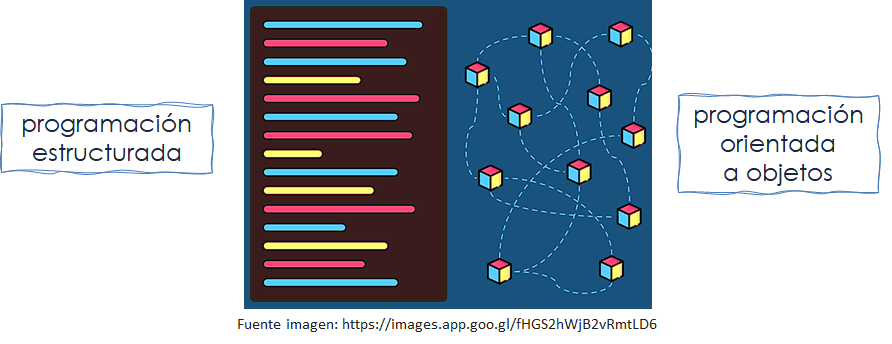 programación
estructurada
programación
orientada
a objetos
Fuente imagen: https://images.app.goo.gl/fHGS2hWjB2vRmtLD6